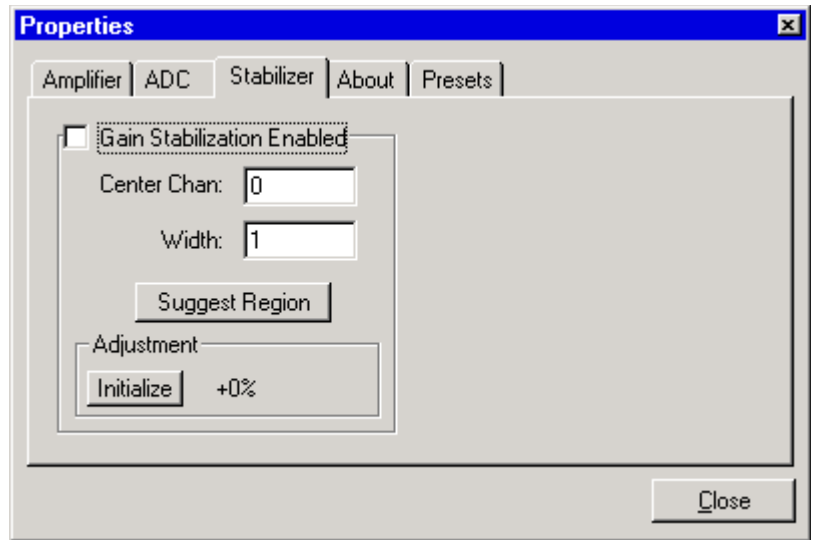 Properties
Amplifier ADC Stabilizer About Presets
Gain Stabilization Enabled
Center Chan: 0
Width: 1
Suggest Region
Adjustment
Initialize +0%
Close